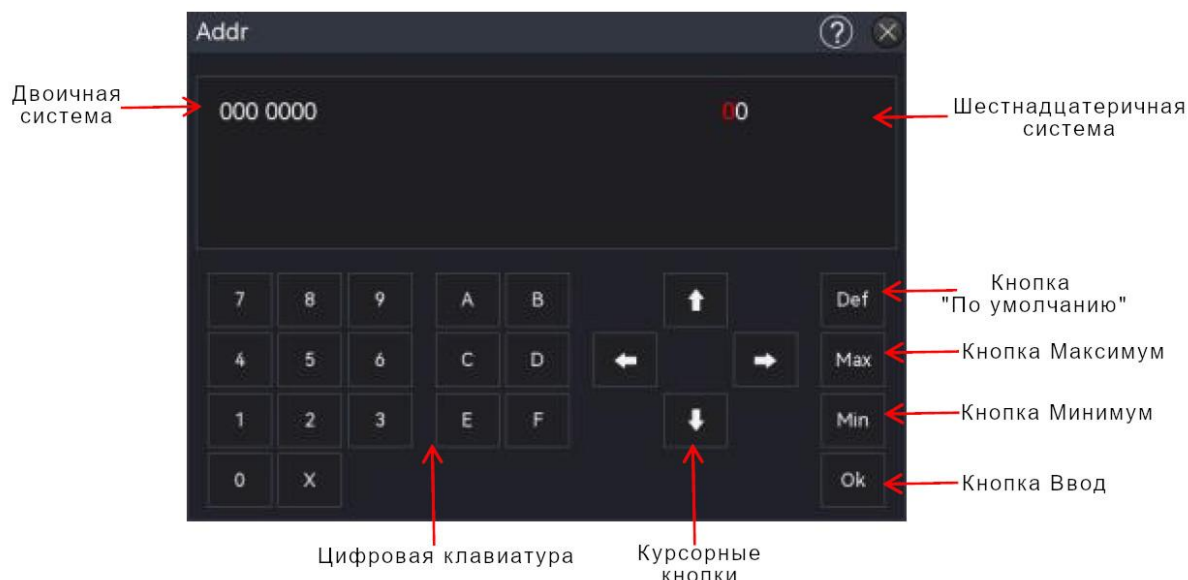 Addr
?
Двоичная
система
000 0000
00
Шестнадцатеричная
система
7 8 9 A B Def
Кнопка
"По умолчанию"
4 5 6 C D Max
Кнопка Максимум
1 2 3 E F Min
Кнопка Минимум
0 X Ok
Кнопка Ввод
Цифровая клавиатура
Курсорные
кнопки